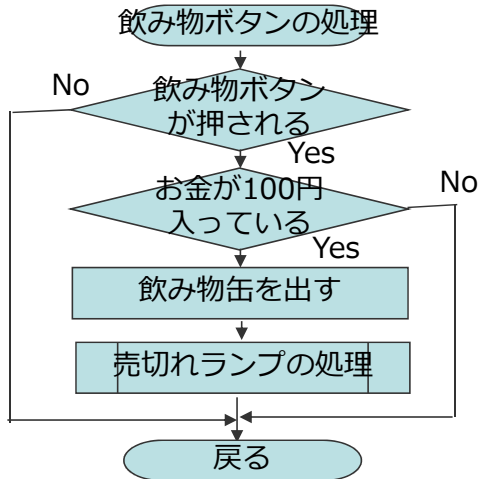 飲み物ボタンの処理
No
飲み物ボタン
が押される
Yes
お金が100円
入っている
No
Yes
飲み物缶を出す
売切れランプの処理
戻る